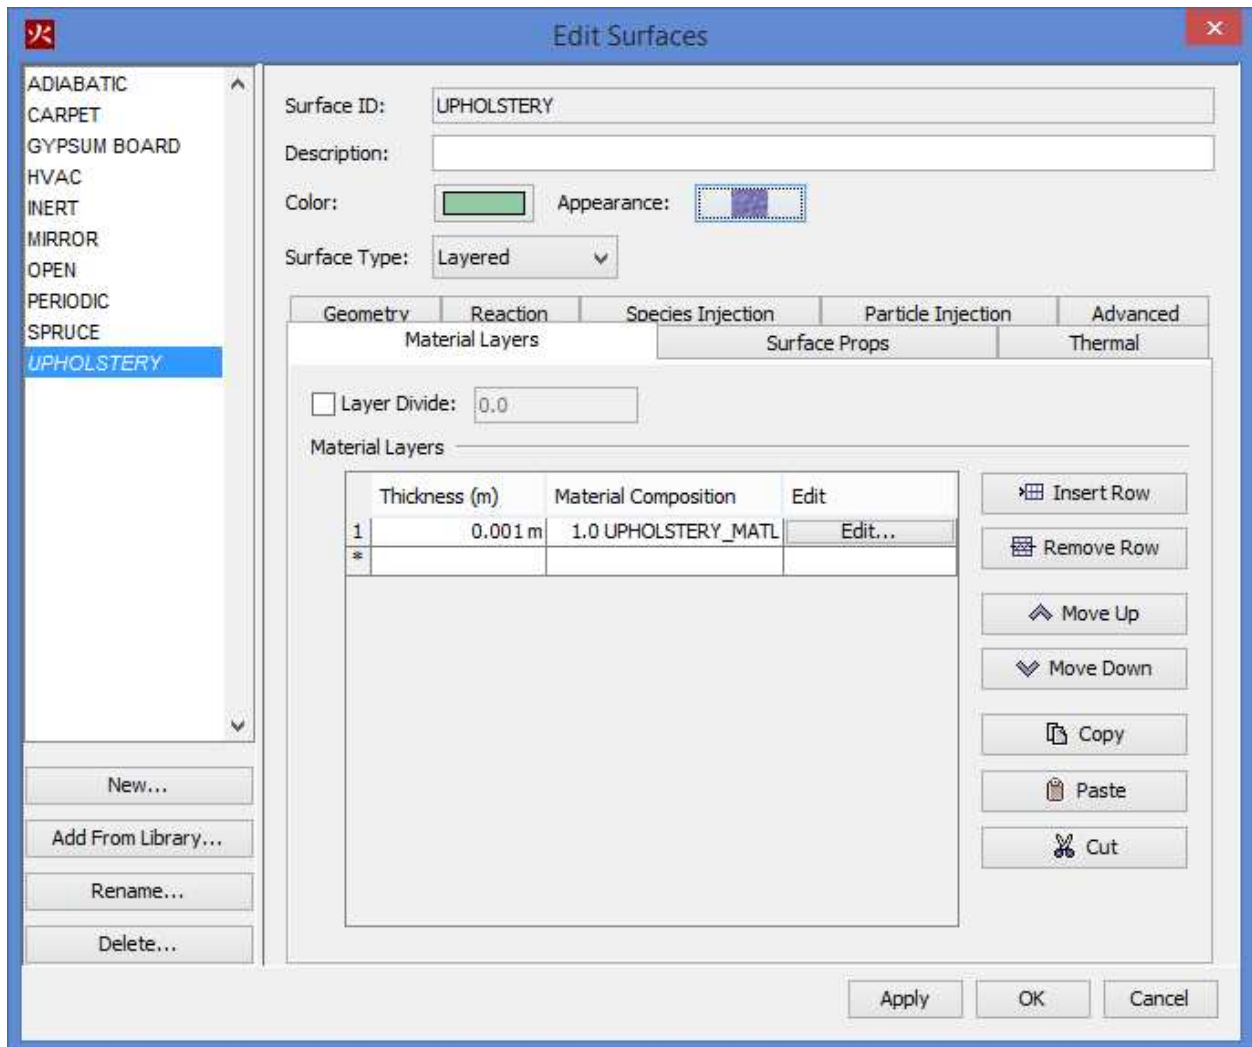 火
Edit Surfaces
x
ADIABATIC
CARPET
GYPSUM BOARD
HVAC
INERT
MIRROR
OPEN
PERIODIC
SPRUCE
UPHOLSTERY
New...
Add From Library...
Rename...
Delete...
Surface ID: UPHOLSTERY
Description:
Color: Appearance:
Surface Type: Layered
Geometry Reaction Species Injection Particle Injection Advanced
Material Layers Surface Props Thermal
Layer Divide: 0.0
Material Layers
Thickness (m) Material Composition Edit
1 0.001 m 1.0 UPHOLSTERY_MATL Edit...
*
Insert Row
Remove Row
Move Up
Move Down
Copy
Paste
Cut
Apply OK Cancel